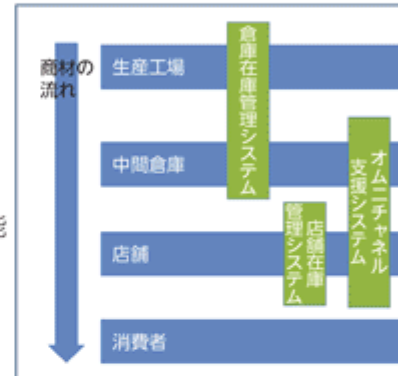 商材の
流れ
生産工場
倉庫在庫管理システム
中間倉庫
オムニチャネル
支援システム
店舗
店舗在庫
管理システム
消費者